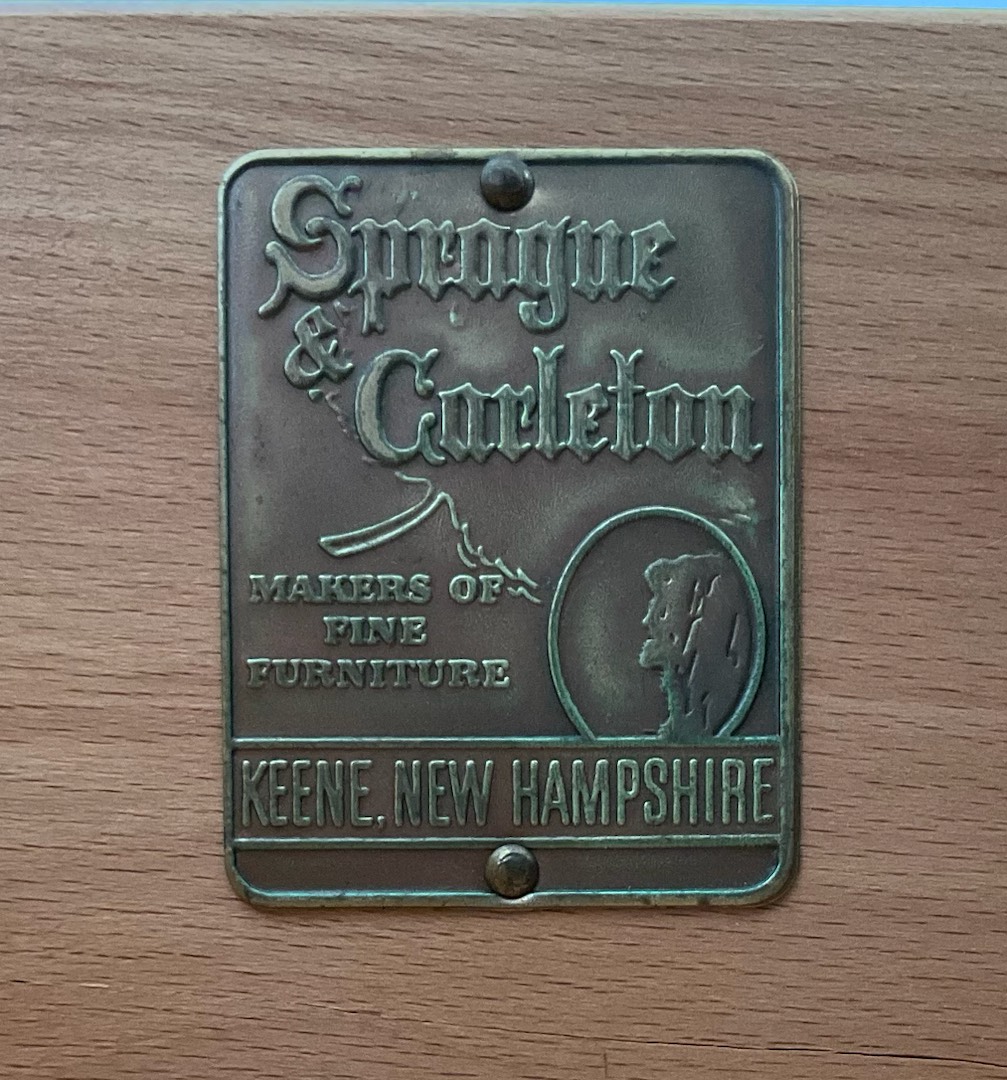 Sprague
& Carleton
MAKERS OF
FINE
FURNITURE
KEENE, NEW HAMPSHIRE